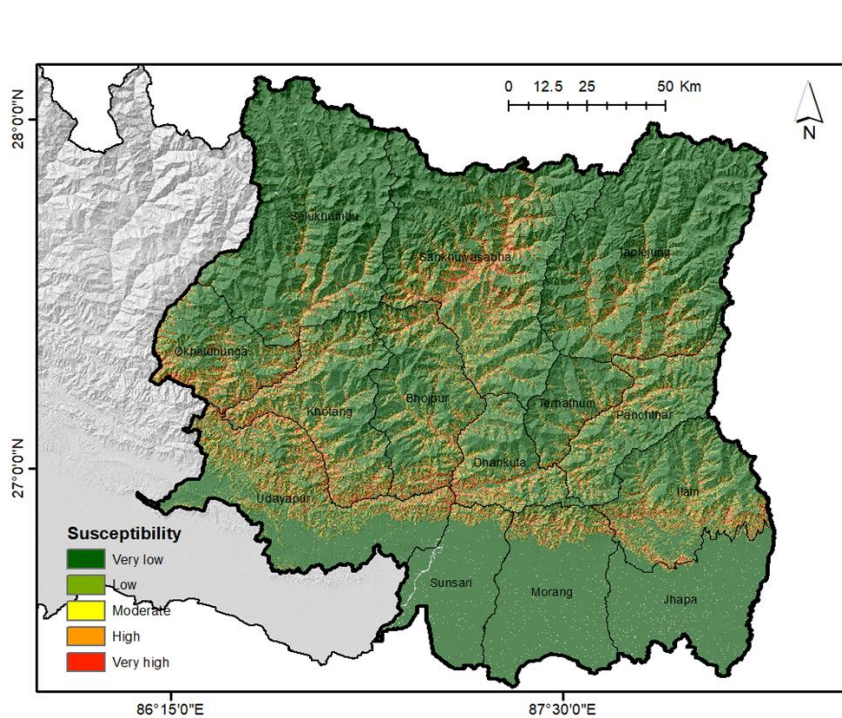 0 12.5 25 50 Km
N
28°0'0"N
27°0'0"N
Solukhumbu
Sankhuwasabha
Taplejung
Okhaldhunga
Khotang
Bhojpur
Terhathum
Panchthar
Dhankuta
Udayapur
Ilam
Sunsari
Morang
Jhapa
Susceptibility
Very low
Low
Moderate
High
Very high
86°15'0"E
87°30'0"E